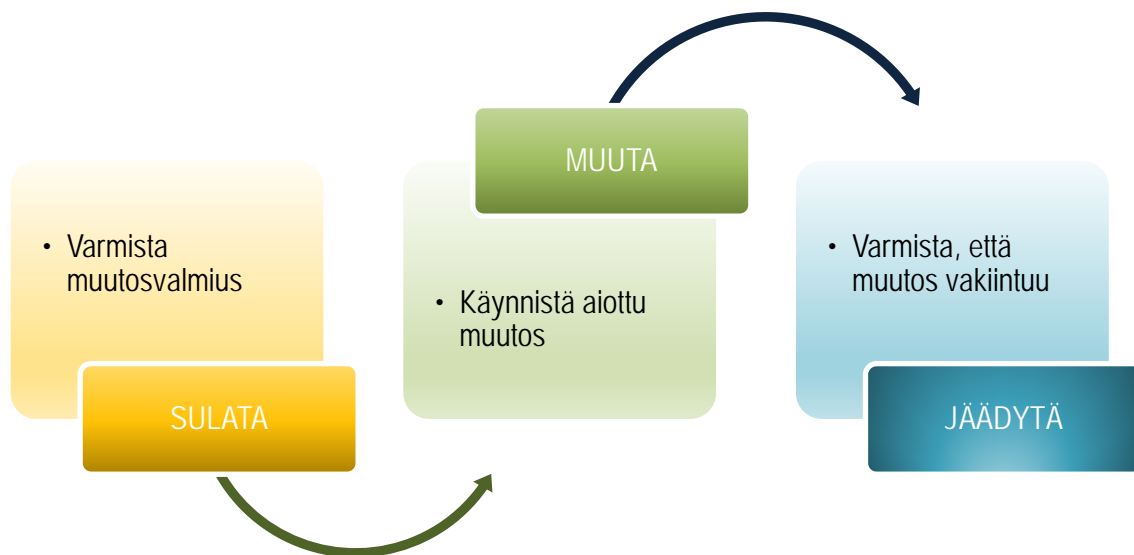 • Varmista
muutosvalmius
SULATA
MUUTA
• Käynnistä aiottu
muutos
• Varmista, että
muutos vakiintuu
JÄÄDYTÄ